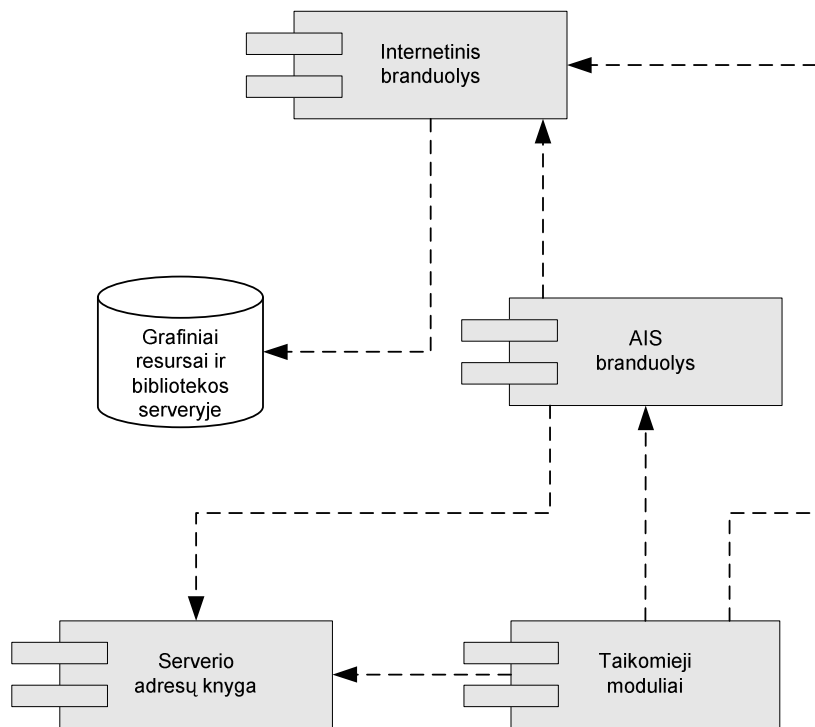 Internetinis
branduolys
Grafiniai
resursai ir
bibliotekos
serveryje
AIS
branduolys
Serverio
adresų knyga
Taikomieji
moduliai